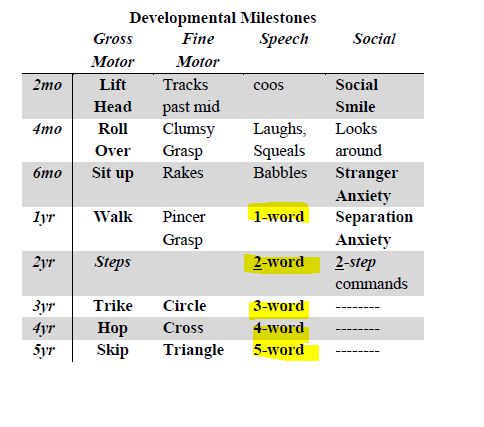 Developmental Milestones
Gross Fine Speech Social
Motor Motor
2mo Lift Tracks coos Social
Head past mid Smile
4mo Roll Clumsy Laughs, Looks
Over Grasp Squeals around
6mo Sit up Rakes Babbles Stranger
Anxiety
1yr Walk Pincer 1-word Separation
Grasp Anxiety
2yr Steps 2-word 2-step
commands
3yr Trike Circle 3-word --------
4yr Hop Cross 4-word --------
5yr Skip Triangle 5-word --------